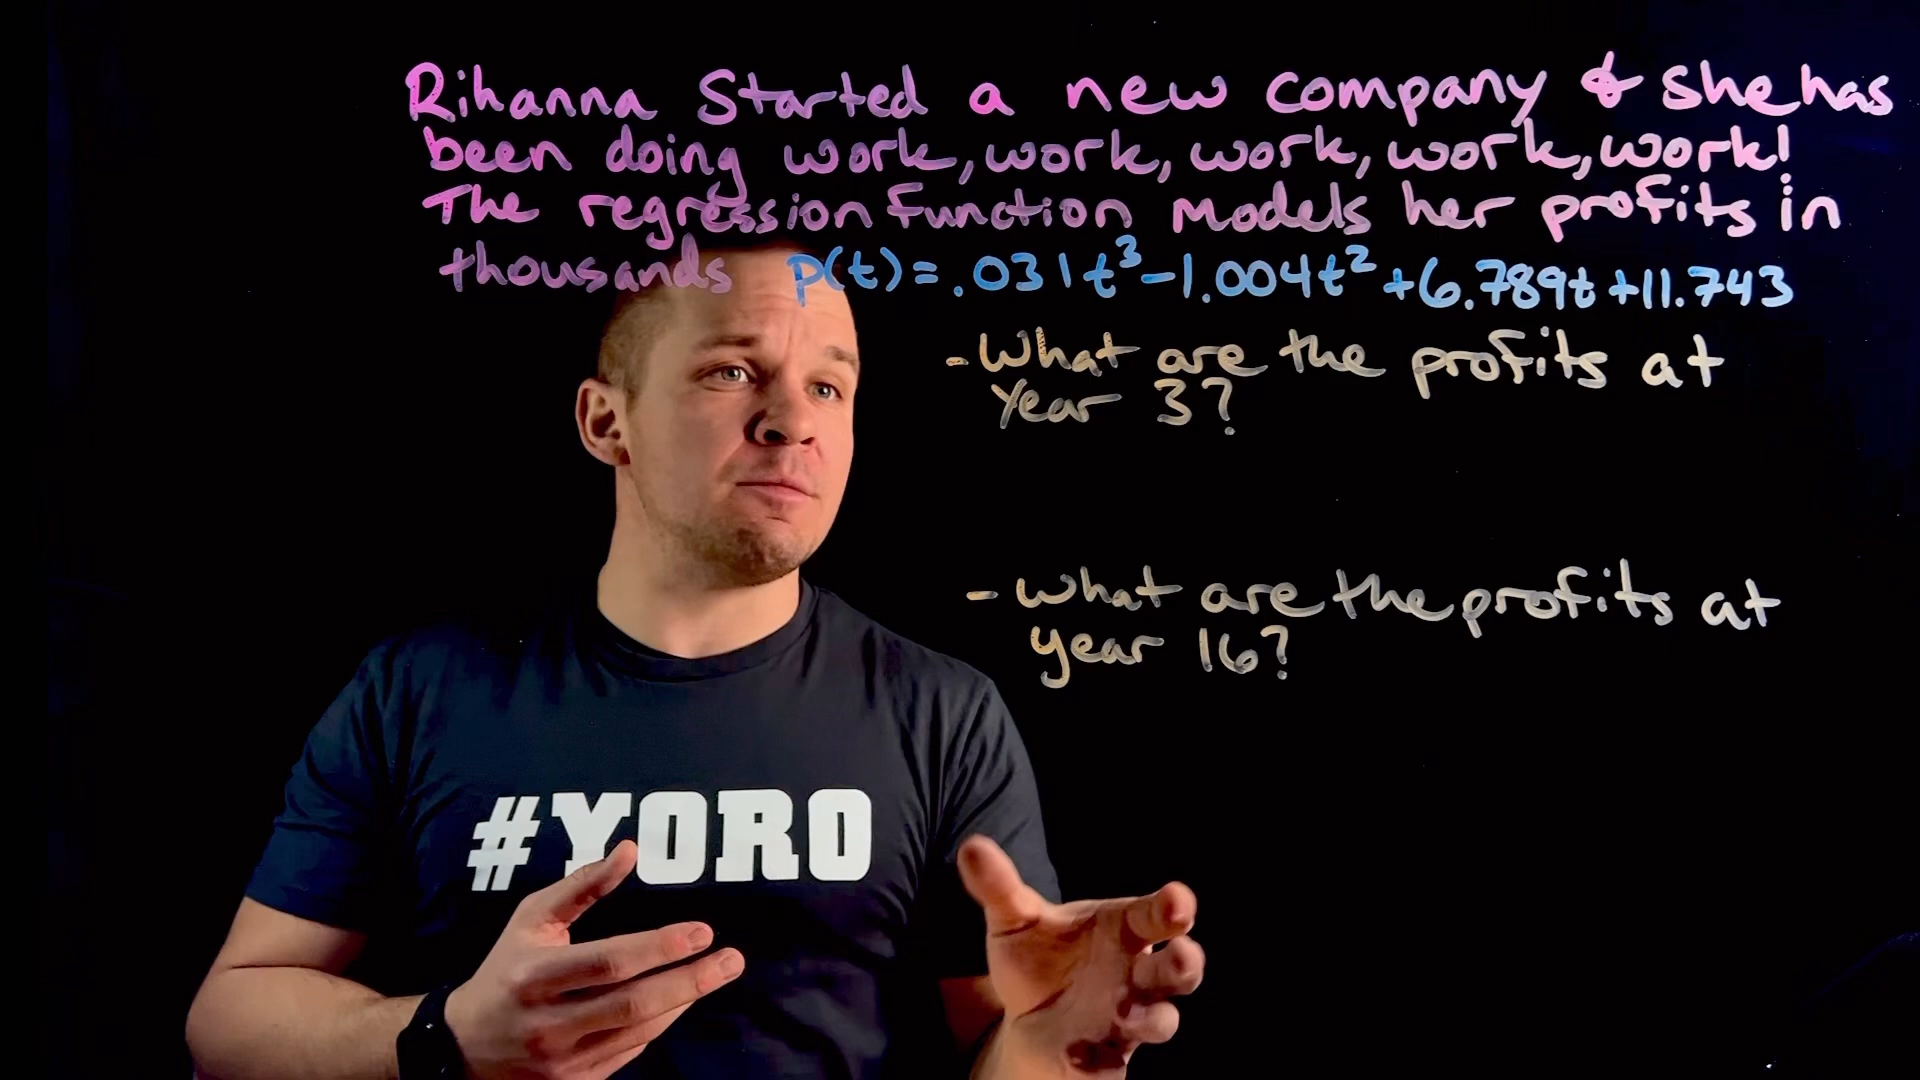 Rihanna Started a new company & She has
been doing work, work, work, work, work!
The regression function models her profits in
thousands p(t)=.031t³-1.004t²+6.789t+11.743
-What are the profits at
Year 3?
-What are the profits at
year 16?
#YORO